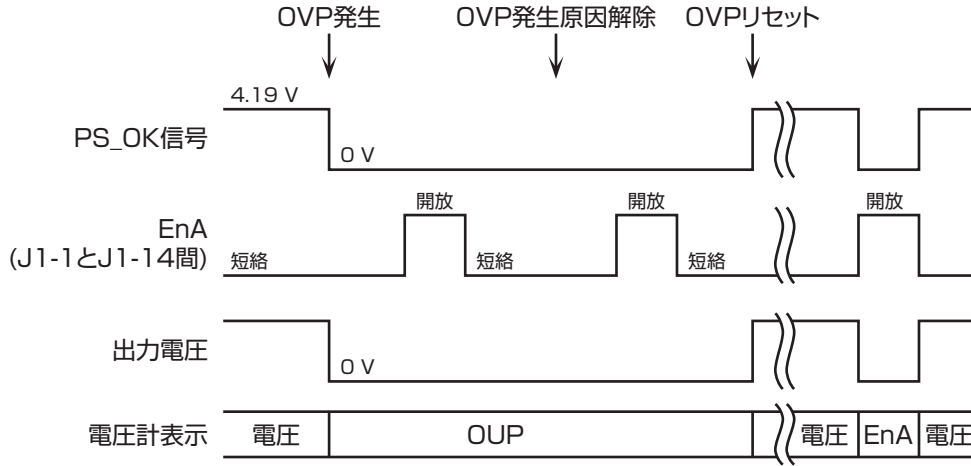 OVP発生 OVP発生原因解除 OVPリセット
4.19 V
PS_OK信号
0 V
開放 開放 開放
EnA
(J1-1とJ1-14間) 短絡 短絡 短絡
出力電圧
0 V
電圧計表示 電圧 OUP 電圧 EnA 電圧